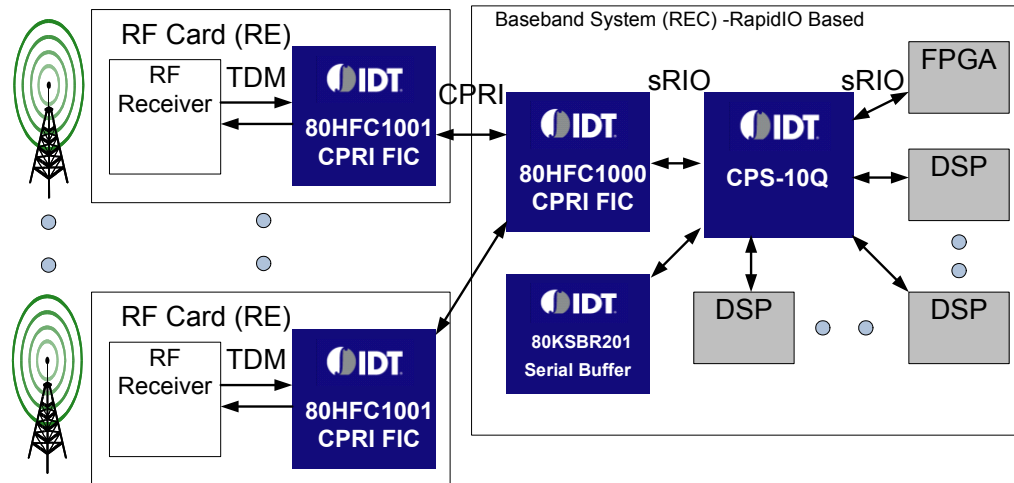 Baseband System (REC) -RapidIO Based
RF Card (RE)
RF
Receiver
TDM
IDT.
80HFC1001
CPRI FIC
CPRI
IDT.
80HFC1000
CPRI FIC
sRIO
IDT.
CPS-10Q
sRIO
FPGA
DSP
DSP
DSP
IDT.
80KSBR201
Serial Buffer
RF Card (RE)
RF
Receiver
TDM
IDT.
80HFC1001
CPRI FIC